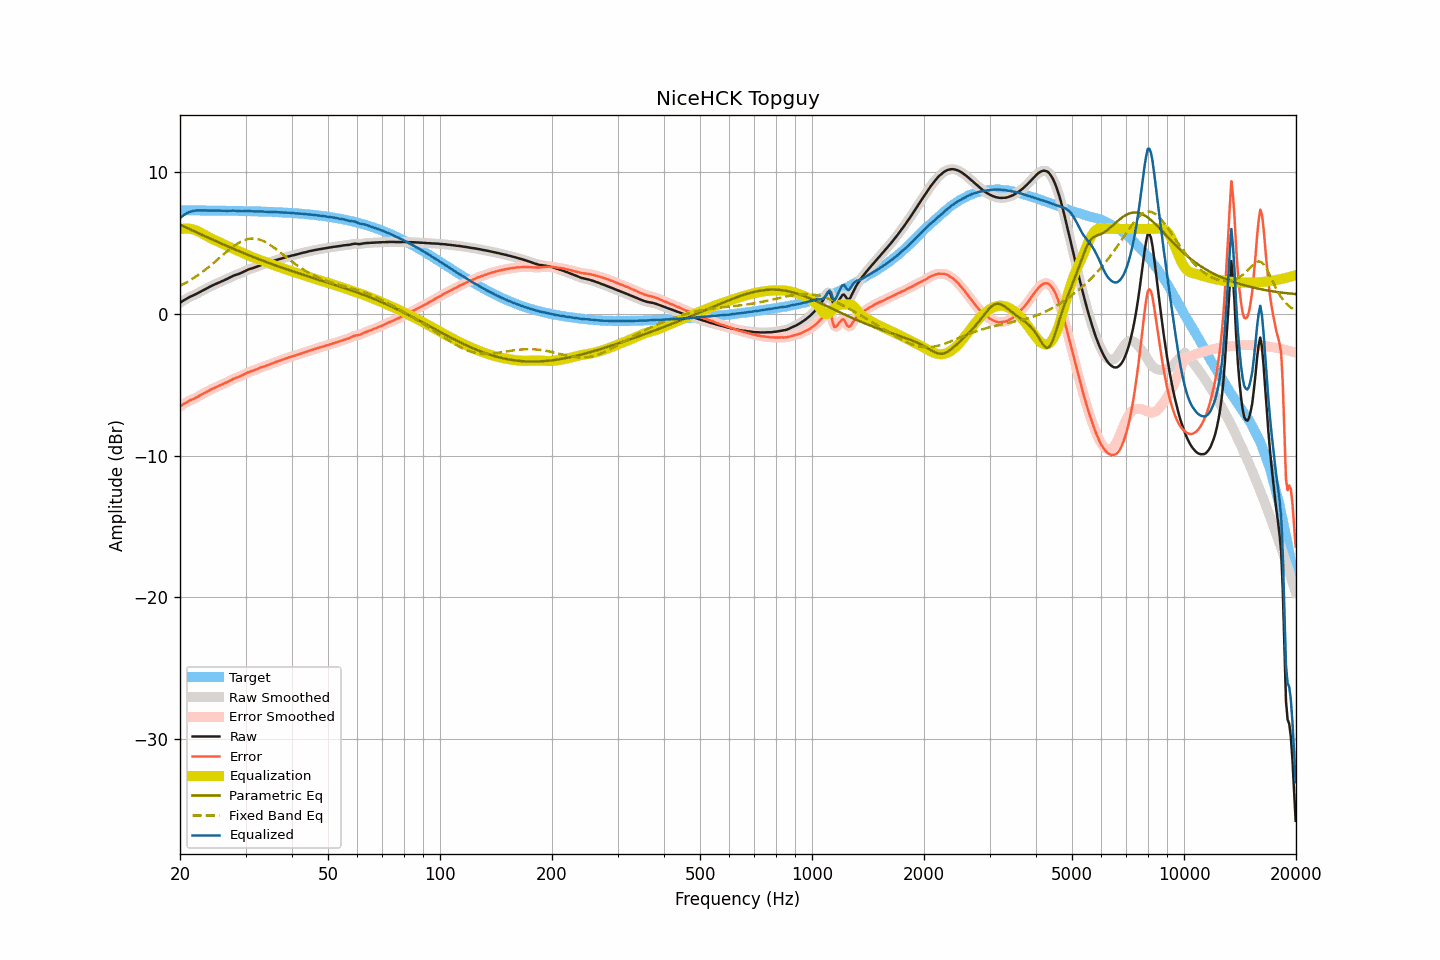 NiceHCK Topguy
Amplitude (dBr)
10
0
−10
−20
−30
Target
Raw Smoothed
Error Smoothed
Raw
Error
Equalization
Parametric Eq
Fixed Band Eq
Equalized
20 50 100 200 500 1000 2000 5000 10000 20000
Frequency (Hz)